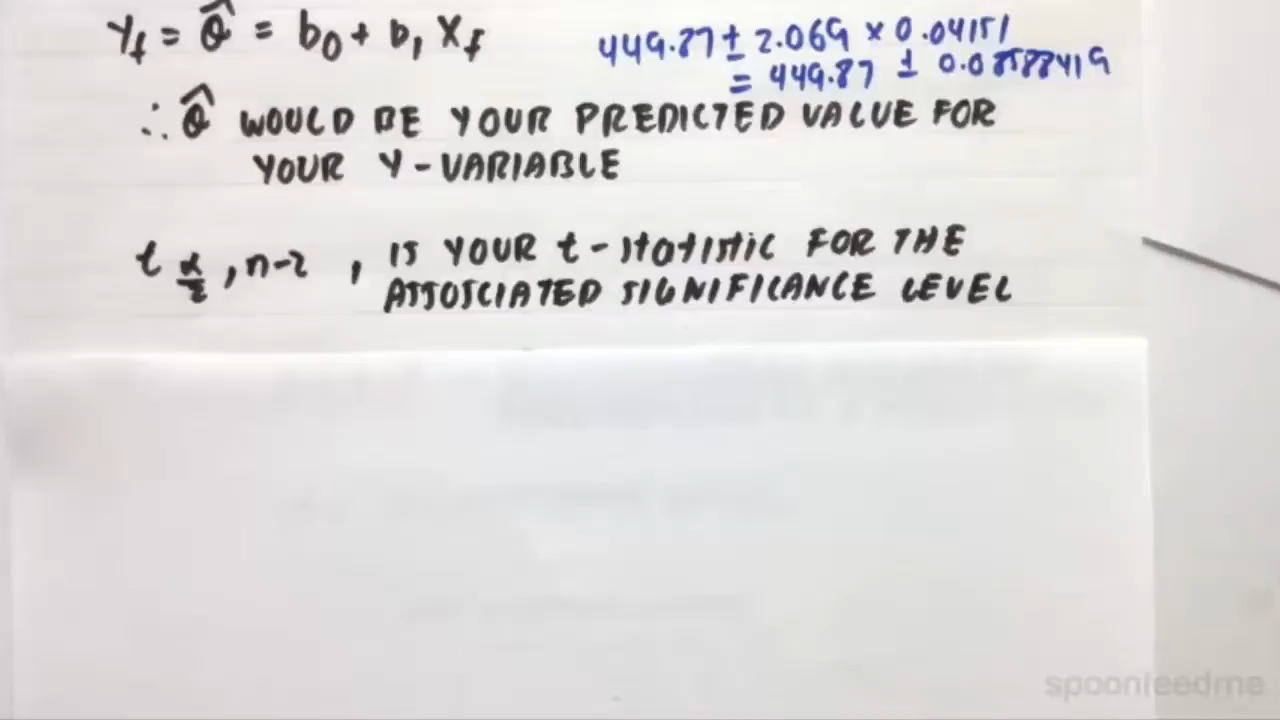 Yf = θ̂ = b0 + b1 Xf
449.87 ± 2.069 × 0.04151
= 449.87 ± 0.08588419
∴ θ̂ WOULD BE YOUR PREDICTED VALUE FOR
YOUR Y-VARIABLE
t α/2, n-2, IS YOUR t-STATISTIC FOR THE
ASSOSCIATED SIGNIFICANCE LEVEL
spoonfeedme